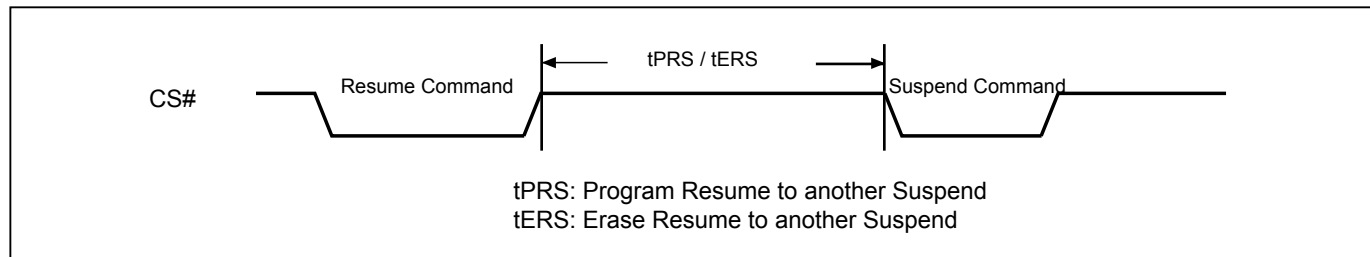 tPRS / tERS
Resume Command
Suspend Command
CS#
tPRS: Program Resume to another Suspend
tERS: Erase Resume to another Suspend